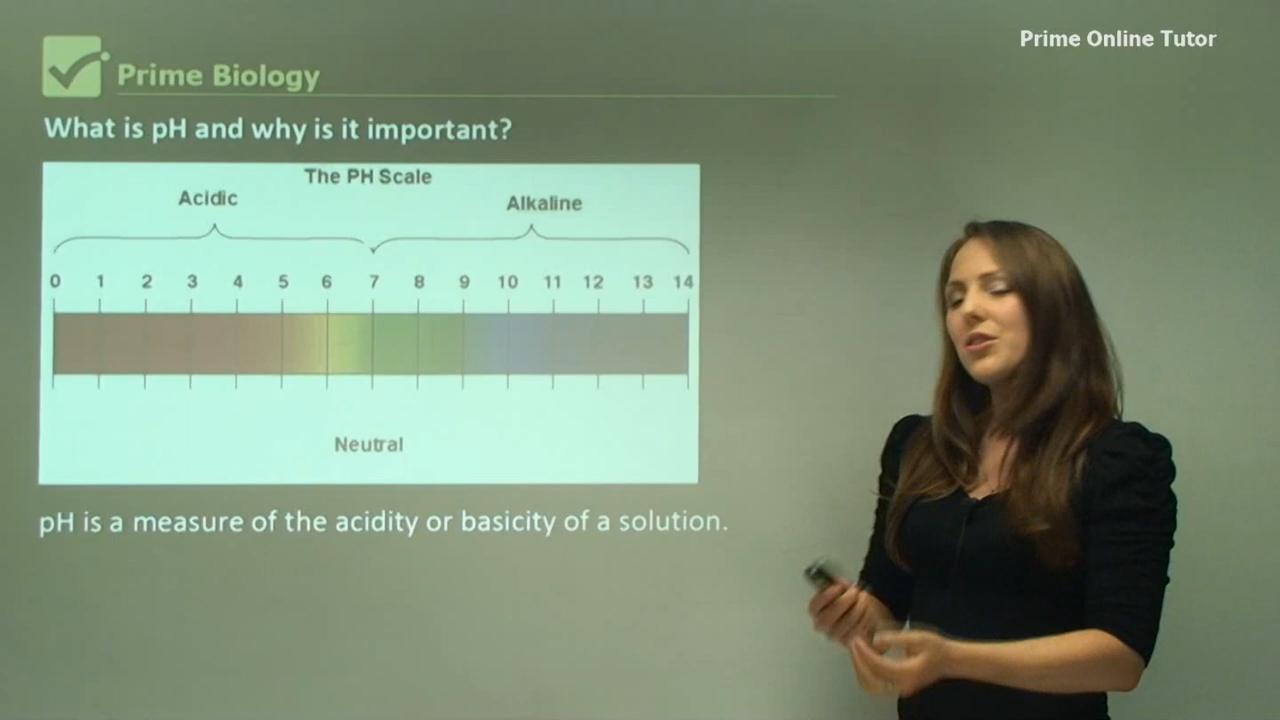 Prime Online Tutor
Prime Biology
What is pH and why is it important?
The PH Scale
Acidic
Alkaline
0 1 2 3 4 5 6 7 8 9 10 11 12 13 14
Neutral
pH is a measure of the acidity or basicity of a solution.